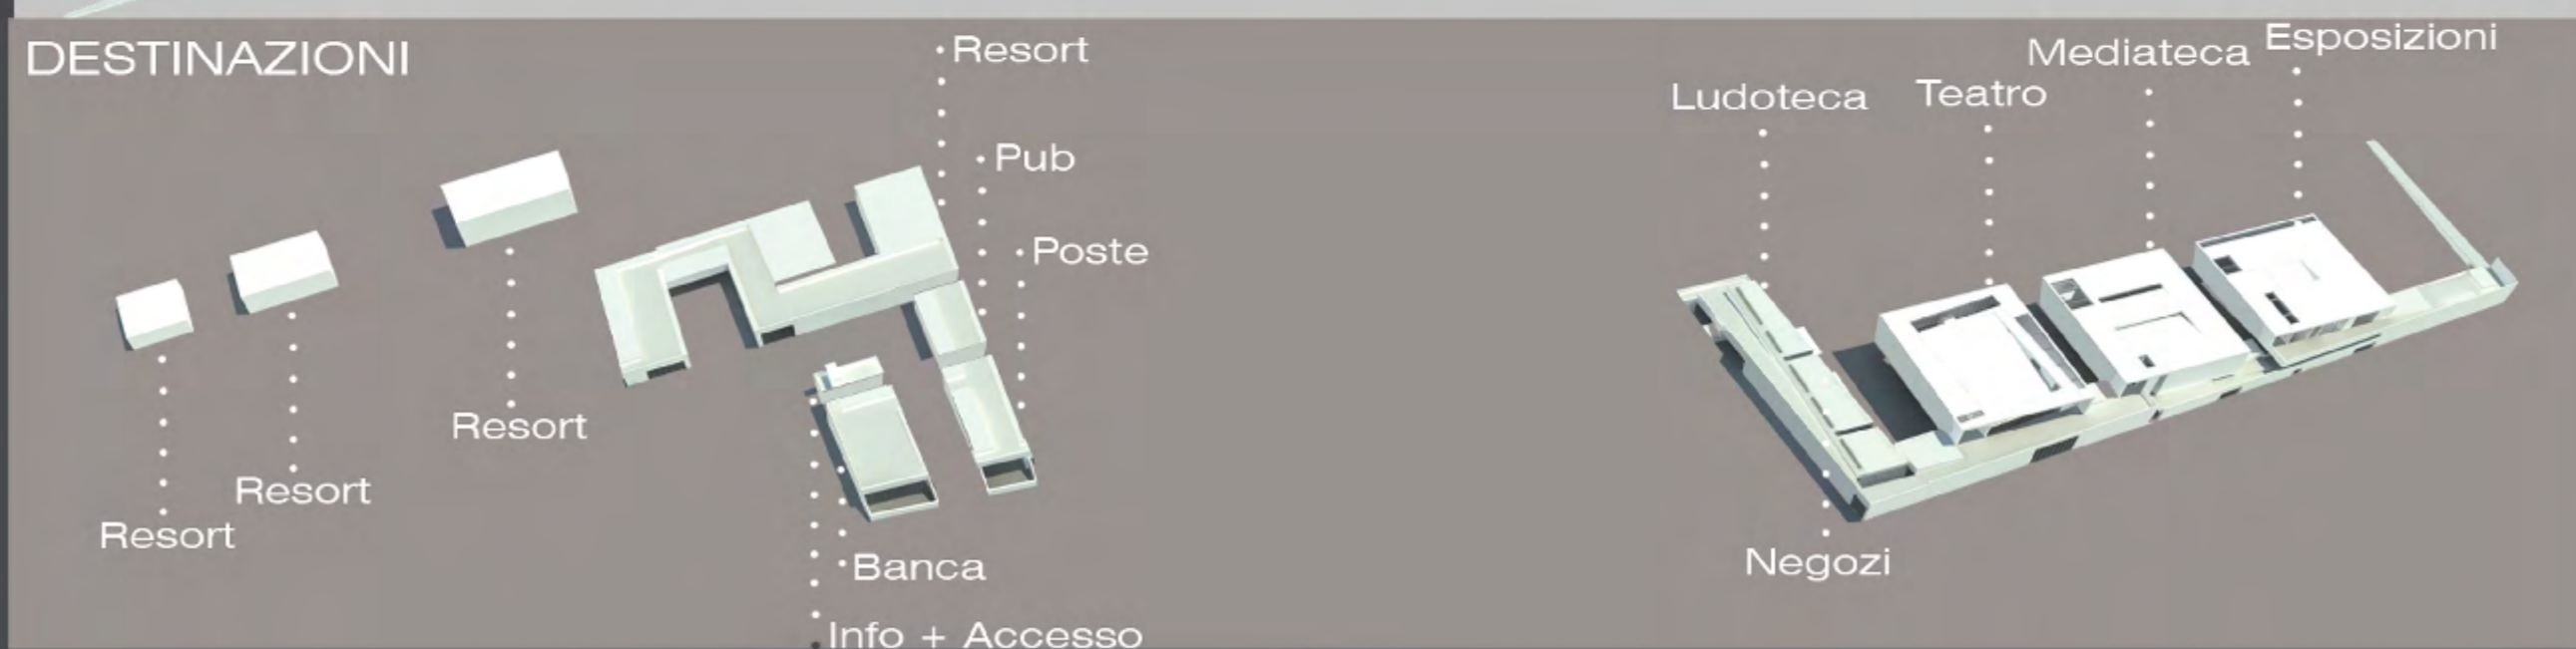 DESTINAZIONI
Resort
Pub
Poste
Resort
Resort
Resort
Banca
Info + Accesso
Ludoteca
Teatro
Mediateca
Esposizioni
Negozi